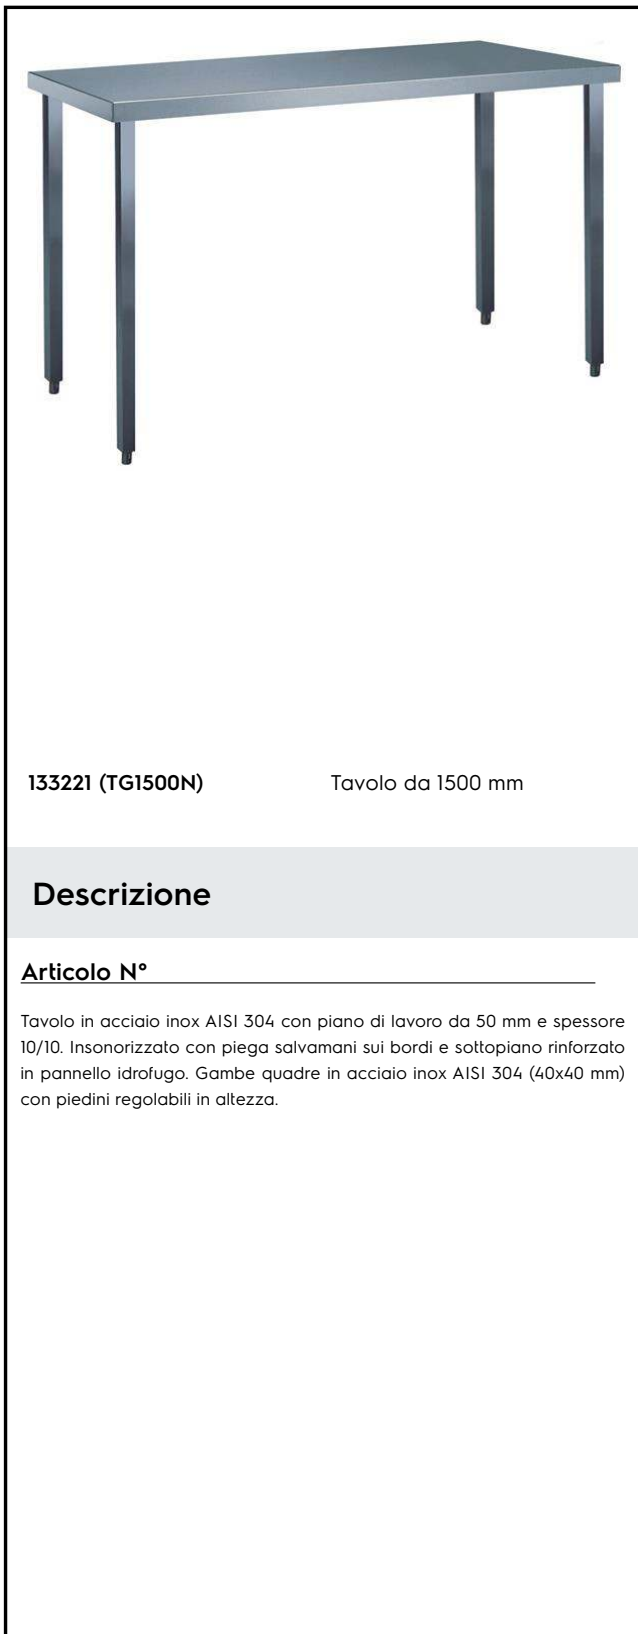 133221 (TG1500N) Tavolo da 1500 mm
Descrizione
Articolo N°
Tavolo in acciaio inox AISI 304 con piano di lavoro da 50 mm e spessore
10/10. Insonorizzato con piega salvamani sui bordi e sottopiano rinforzato
in pannello idrofugo. Gambe quadre in acciaio inox AISI 304 (40x40 mm)
con piedini regolabili in altezza.